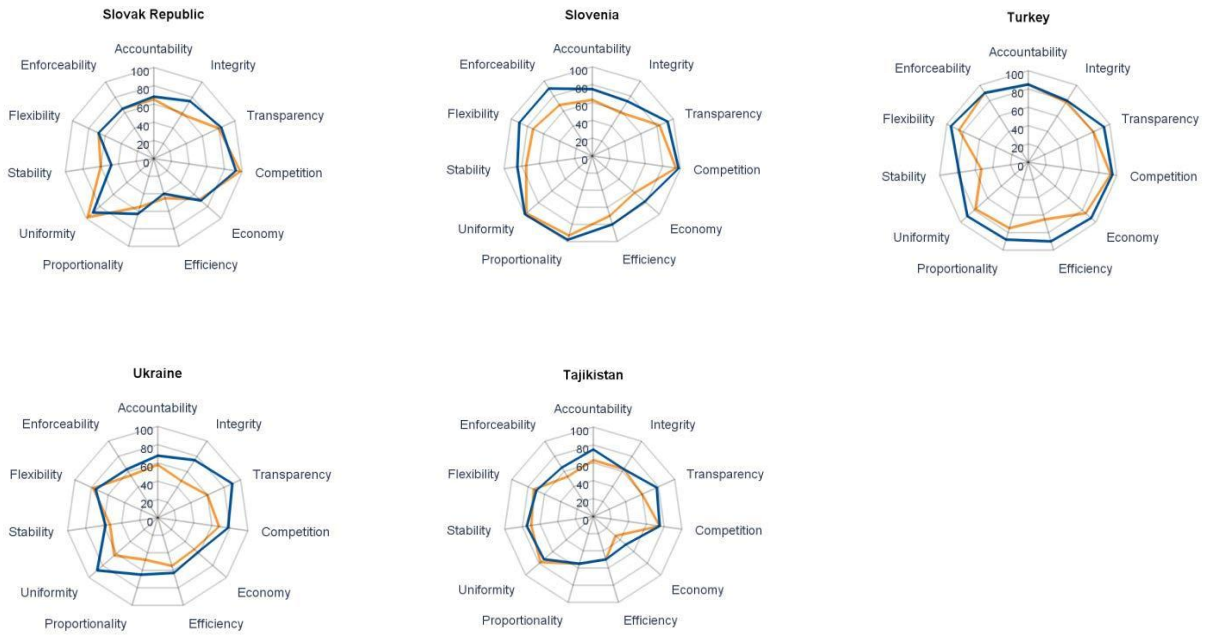 Slovak Republic
Accountability
Enforceability
Integrity
100
80
Flexibility
60
Transparency
40
20
Stability
0
Competition
Uniformity
Economy
Proportionality
Efficiency
Slovenia
Accountability
Enforceability
Integrity
100
80
Flexibility
60
Transparency
40
20
Stability
0
Competition
Uniformity
Economy
Proportionality
Efficiency
Turkey
Accountability
Enforceability
Integrity
100
80
Flexibility
60
Transparency
40
20
Stability
0
Competition
Uniformity
Economy
Proportionality
Efficiency
Ukraine
Accountability
Enforceability
Integrity
100
80
Flexibility
60
Transparency
40
20
Stability
0
Competition
Uniformity
Economy
Proportionality
Efficiency
Tajikistan
Accountability
Enforceability
Integrity
100
80
Flexibility
60
Transparency
40
20
Stability
0
Competition
Uniformity
Economy
Proportionality
Efficiency